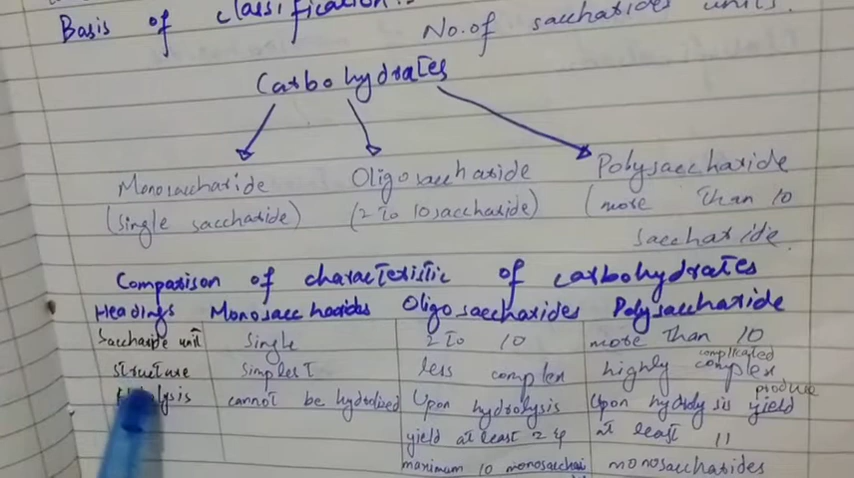 Basis of classification:
No. of saccharides units.
Carbohydrates
Monosaccharide Oligosaccharide Polysaccharide
(single saccharide) (2 to 10 saccharide) (more than 10
saccharide.
Comparison of characteristic of carbohydrates
Headings Monosaccharides Oligosaccharides Polysaccharide
Saccharide unit single 2 to 10 more than 10
complicated
structure simplest less complex highly complex
produce
cannot be hydrolised Upon hydrolysis Upon hydrolysis yield
yield at least 2 & at least 11
maximum 10 monosacchai monosaccharides